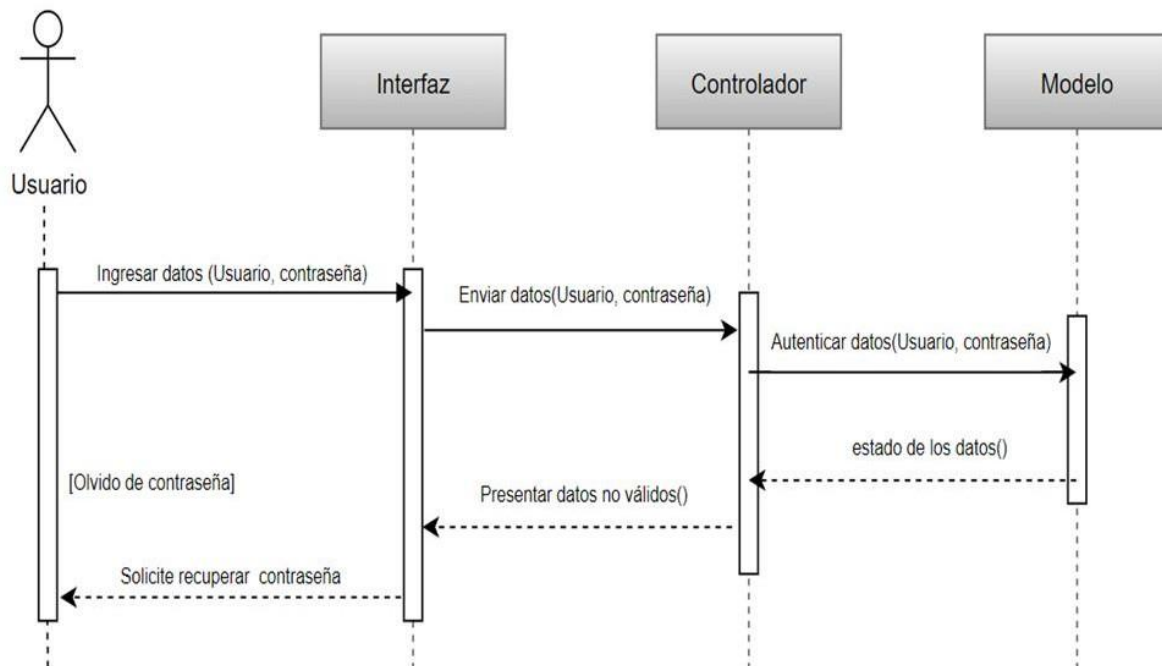 Usuario
Interfaz
Controlador
Modelo
Ingresar datos (Usuario, contraseña)
Enviar datos(Usuario, contraseña)
Autenticar datos(Usuario, contraseña)
estado de los datos()
[Olvido de contraseña]
Presentar datos no válidos()
Solicite recuperar contraseña